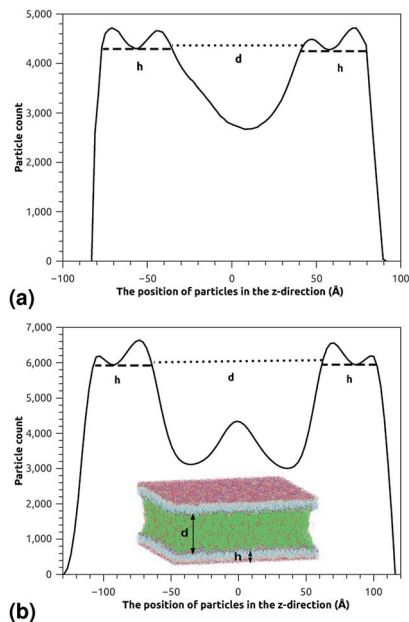 5,000
4,000
3,000
2,000
1,000
0
Particle count
h
d
h
−100
−50
0
50
100
The position of particles in the z-direction (Å)
(a)
7,000
6,000
5,000
4,000
3,000
2,000
1,000
0
Particle count
h
d
h
d
h
−100
−50
0
50
100
The position of particles in the z-direction (Å)
(b)